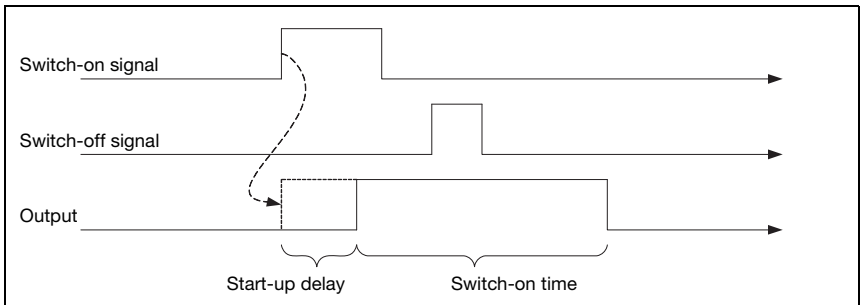 Switch-on signal
Switch-off signal
Output
Start-up delay
Switch-on time